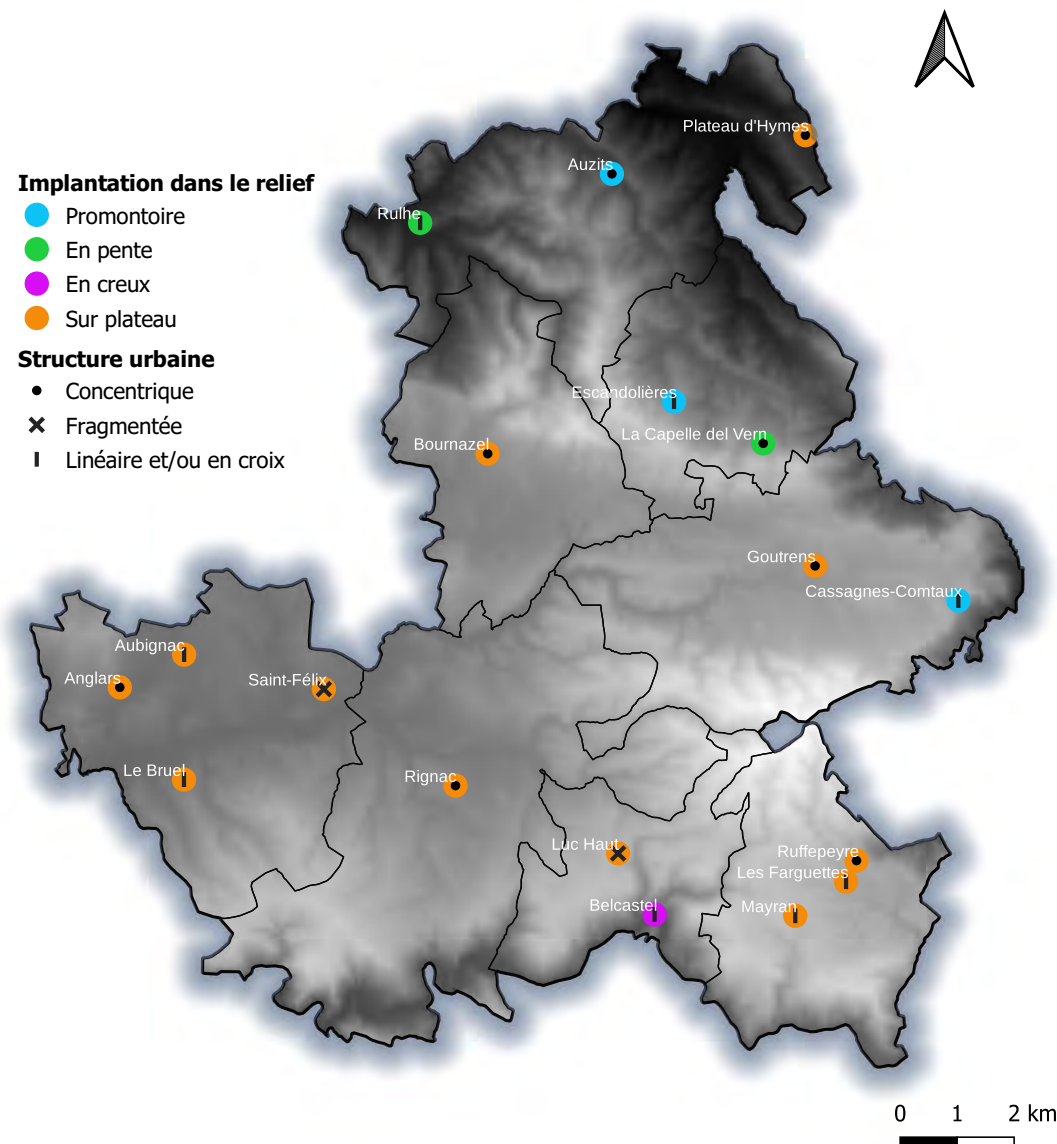 Plateau d'Hymes
Auzits
Implantation dans le relief
Promontoire
Rulhe
En pente
En creux
Sur plateau
Structure urbaine
Concentrique
Escandolières
Fragmentée
La Capelle del Vern
Bournazel
Linéaire et/ou en croix
Goutrens
Cassagnes-Comtaux
Aubignac
Anglars
Saint-Félix
Le Bruel
Rignac
Luc Haut
Ruffepeyre
Les Farguettes
Belcastel
Mayran
0 1 2 km